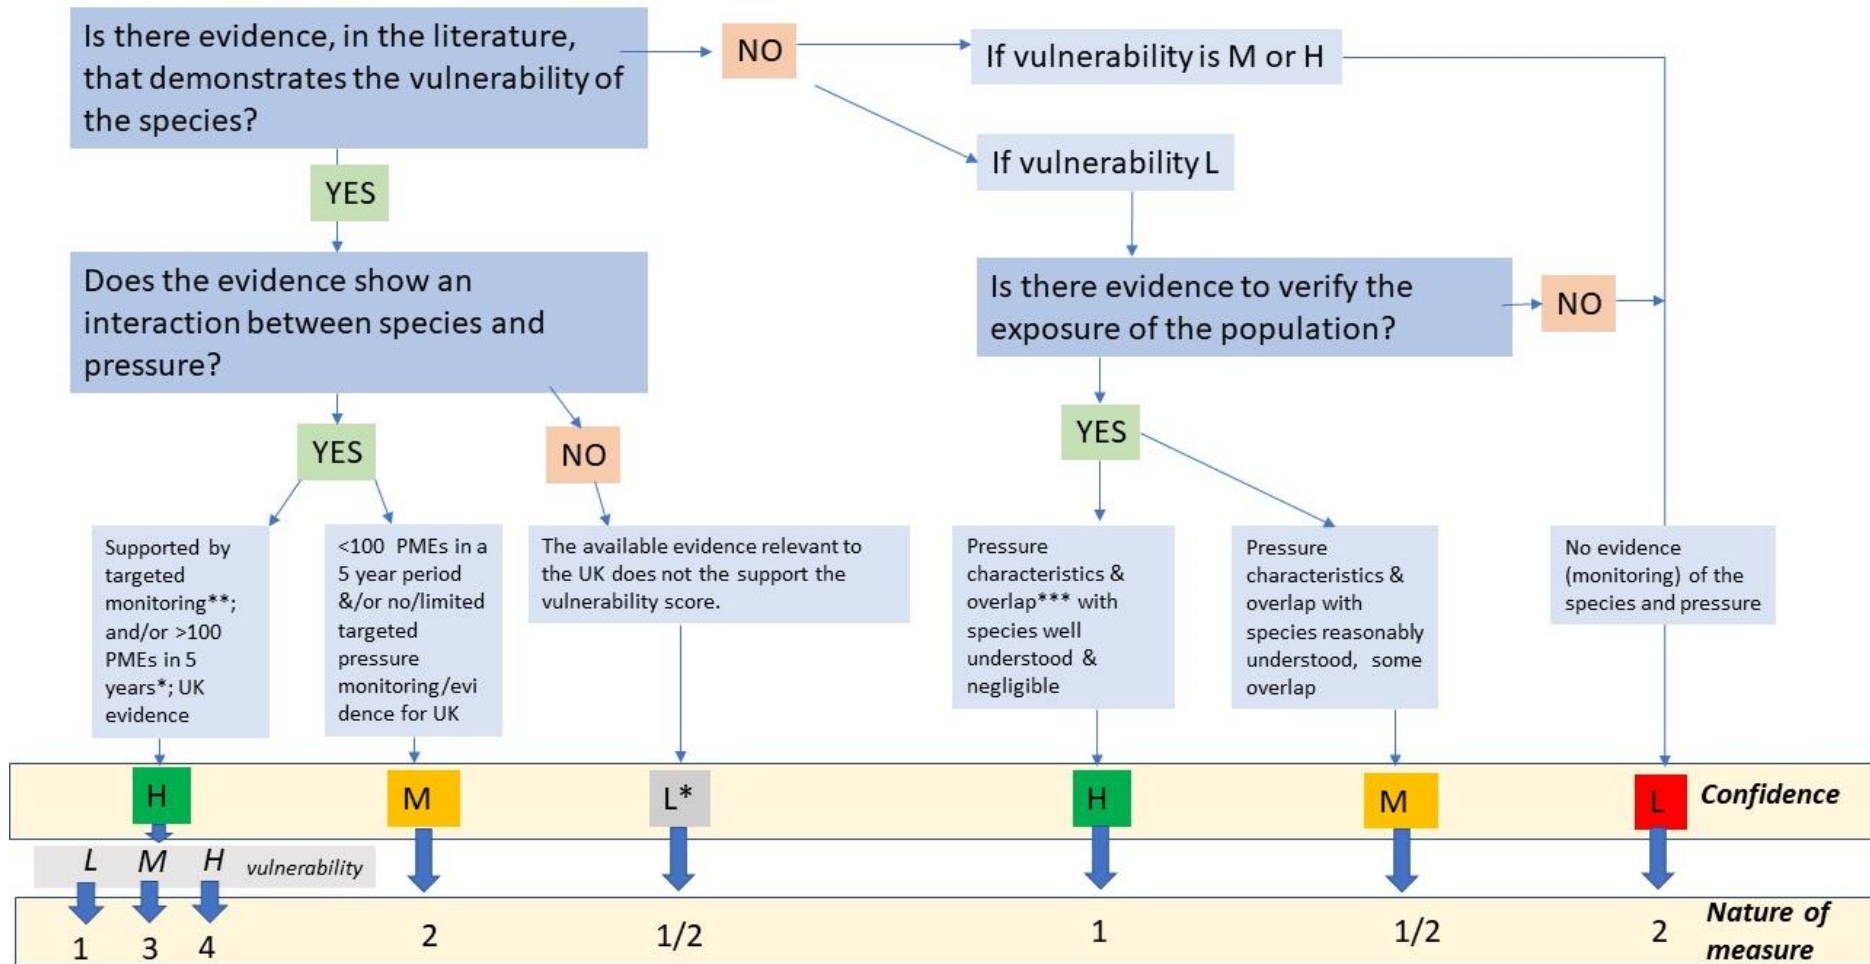 Is there evidence, in the literature,
that demonstrates the vulnerability of
the species?
NO
If vulnerability is M or H
If vulnerability L
YES
Does the evidence show an
interaction between species and
pressure?
Is there evidence to verify the
exposure of the population?
NO
YES
NO
YES
Supported by
targeted
monitoring**;
and/or >100
PMEs in 5
years*; UK
evidence
<100 PMEs in a
5 year period
&/or no/limited
targeted
pressure
monitoring/evi
dence for UK
The available evidence relevant to
the UK does not the support the
vulnerability score.
Pressure
characteristics &
overlap*** with
species well
understood &
negligible
Pressure
characteristics &
overlap with
species reasonably
understood, some
overlap
No evidence
(monitoring) of the
species and pressure
H
M
L*
H
M
L
Confidence
L M H vulnerability
1 3 4
2
1/2
1
1/2
2
Nature of
measure